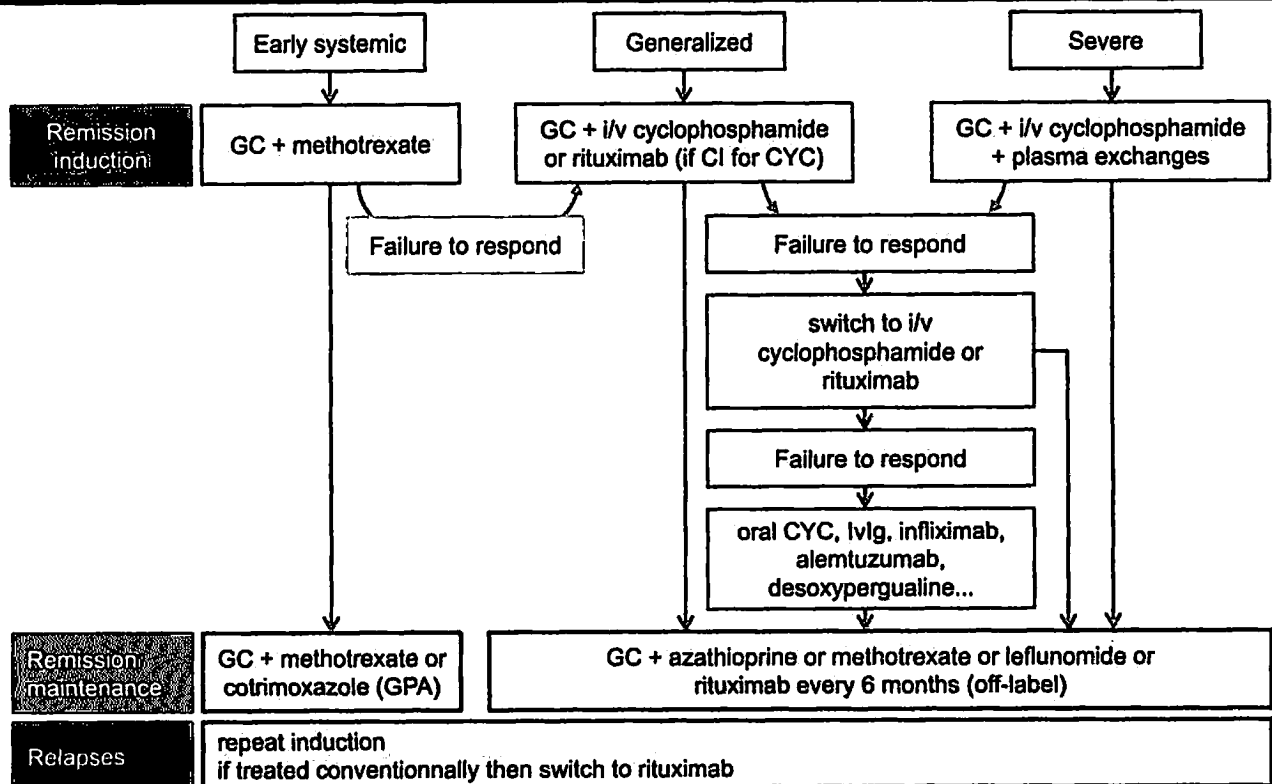 Early systemic
Generalized
Severe
Remission
induction
GC + methotrexate
GC + i/v cyclophosphamide
or rituximab (if CI for CYC)
GC + i/v cyclophosphamide
+ plasma exchanges
Failure to respond
Failure to respond
switch to i/v
cyclophosphamide or
rituximab
Failure to respond
oral CYC, IvIg, infliximab,
alemtuzumab,
desoxypergualine...
Remission
maintenance
GC + methotrexate or
cotrimoxazole (GPA)
GC + azathioprine or methotrexate or leflunomide or
rituximab every 6 months (off-label)
Relapses
repeat induction
if treated conventionnally then switch to rituximab